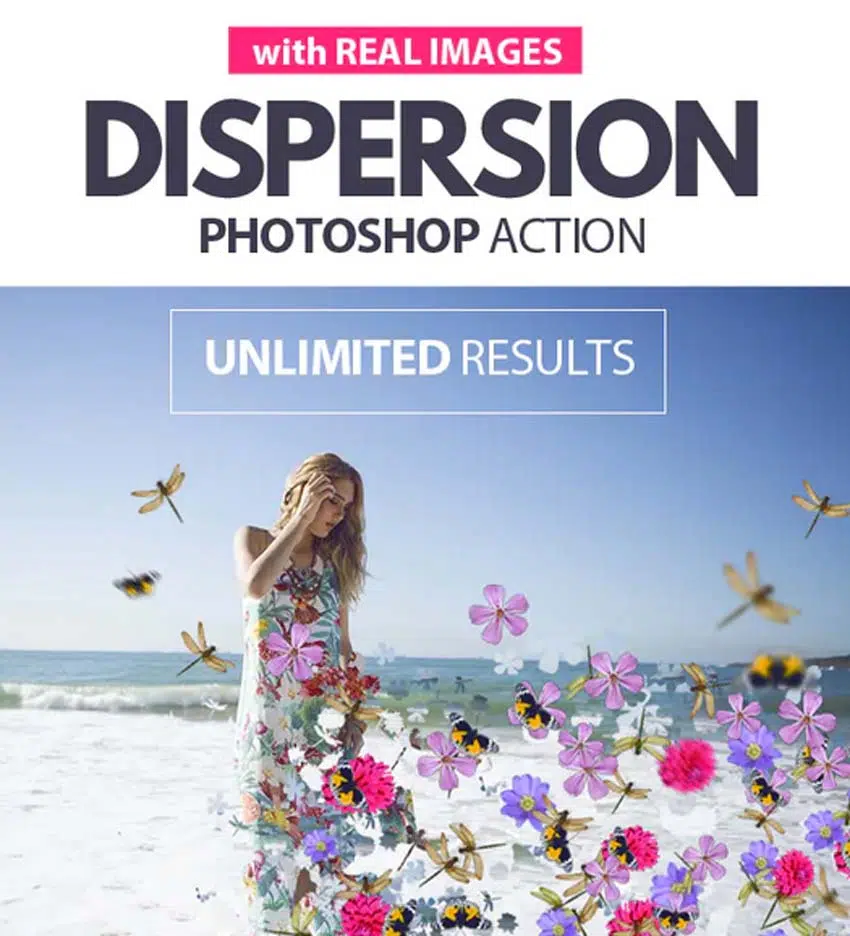 with REAL IMAGES
DISPERSION
PHOTOSHOP ACTION
UNLIMITED RESULTS